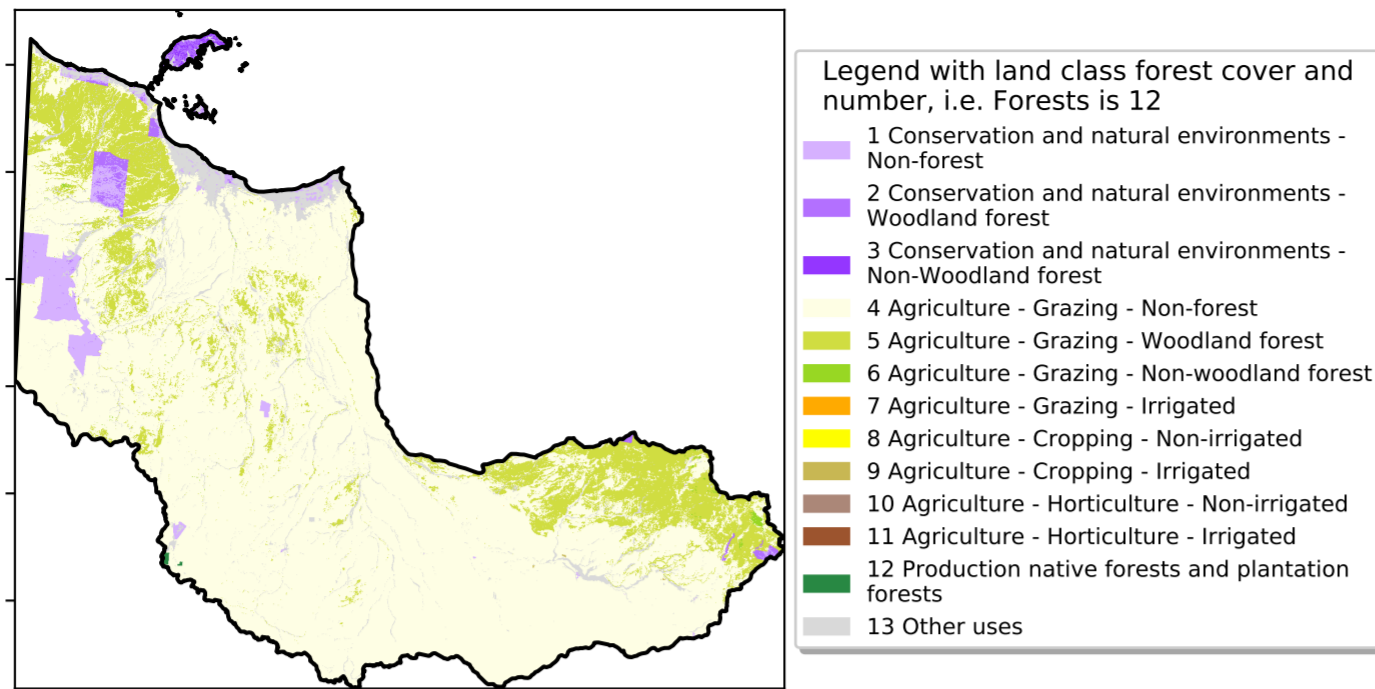 Legend with land class forest cover and
number, i.e. Forests is 12
1 Conservation and natural environments -
Non-forest
2 Conservation and natural environments -
Woodland forest
3 Conservation and natural environments -
Non-Woodland forest
4 Agriculture - Grazing - Non-forest
5 Agriculture - Grazing - Woodland forest
6 Agriculture - Grazing - Non-woodland forest
7 Agriculture - Grazing - Irrigated
8 Agriculture - Cropping - Non-irrigated
9 Agriculture - Cropping - Irrigated
10 Agriculture - Horticulture - Non-irrigated
11 Agriculture - Horticulture - Irrigated
12 Production native forests and plantation
forests
13 Other uses